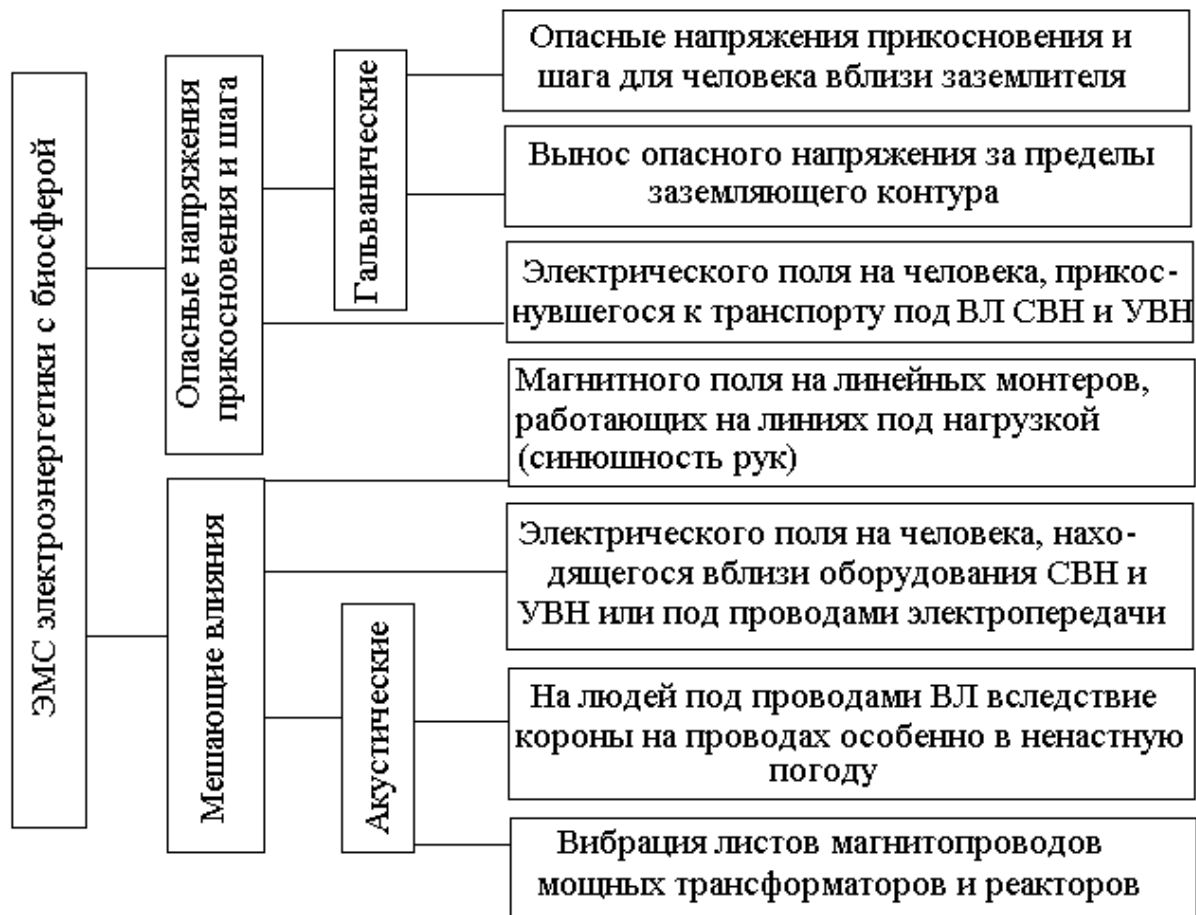 ЭМС электроэнергетики с биосферой
Опасные напряжения
прикосновения и шага
Гальванические
Опасные напряжения прикосновения и
шага для человека вблизи заземлителя
Вынос опасного напряжения за пределы
заземляющего контура
Электрического поля на человека, прикос-
нувшегося к транспорту под ВЛ СВН и УВН
Мешающие влияния
Магнитного поля на линейных монтеров,
работающих на линиях под нагрузкой
(синюшность рук)
Электрического поля на человека, нахо-
дящегося вблизи оборудования СВН и
УВН или под проводами электропередачи
Акустические
На людей под проводами ВЛ вследствие
короны на проводах особенно в ненастную
погоду
Вибрация листов магнитопроводов
мощных трансформаторов и реакторов